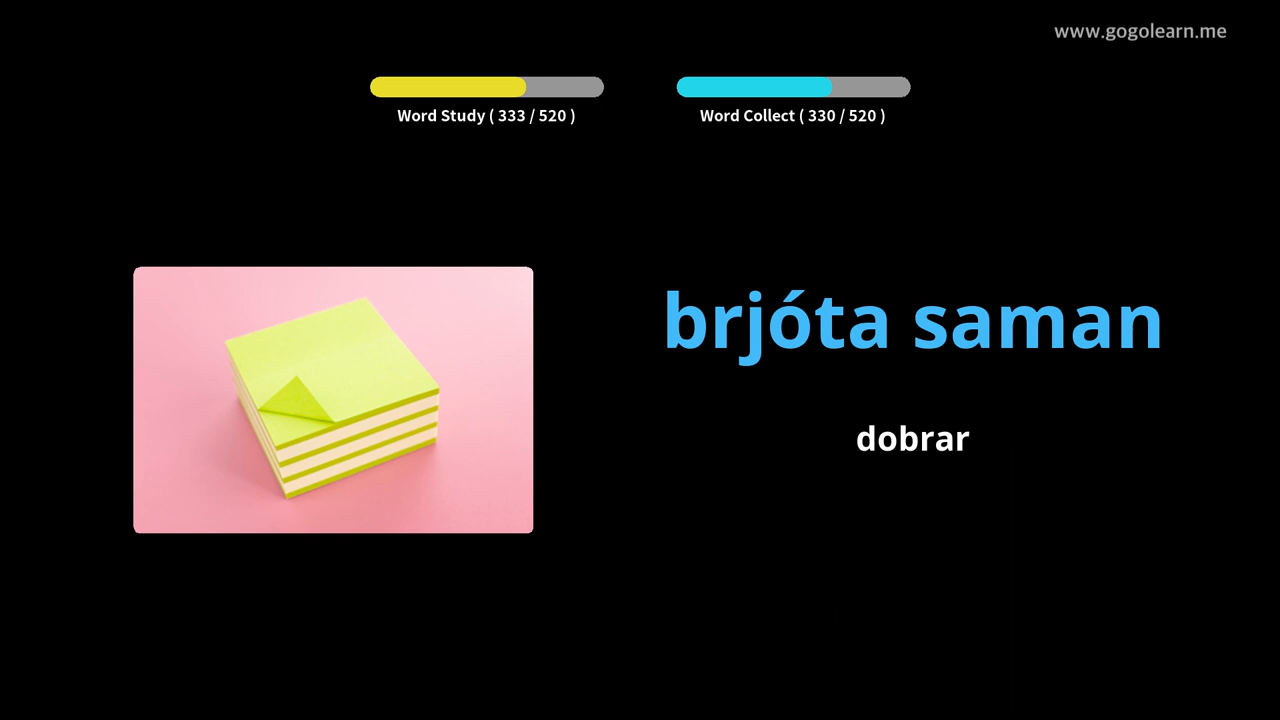 www.gogolearn.me
Word Study ( 333 / 520 )
Word Collect ( 330 / 520 )
brjóta saman
dobrar